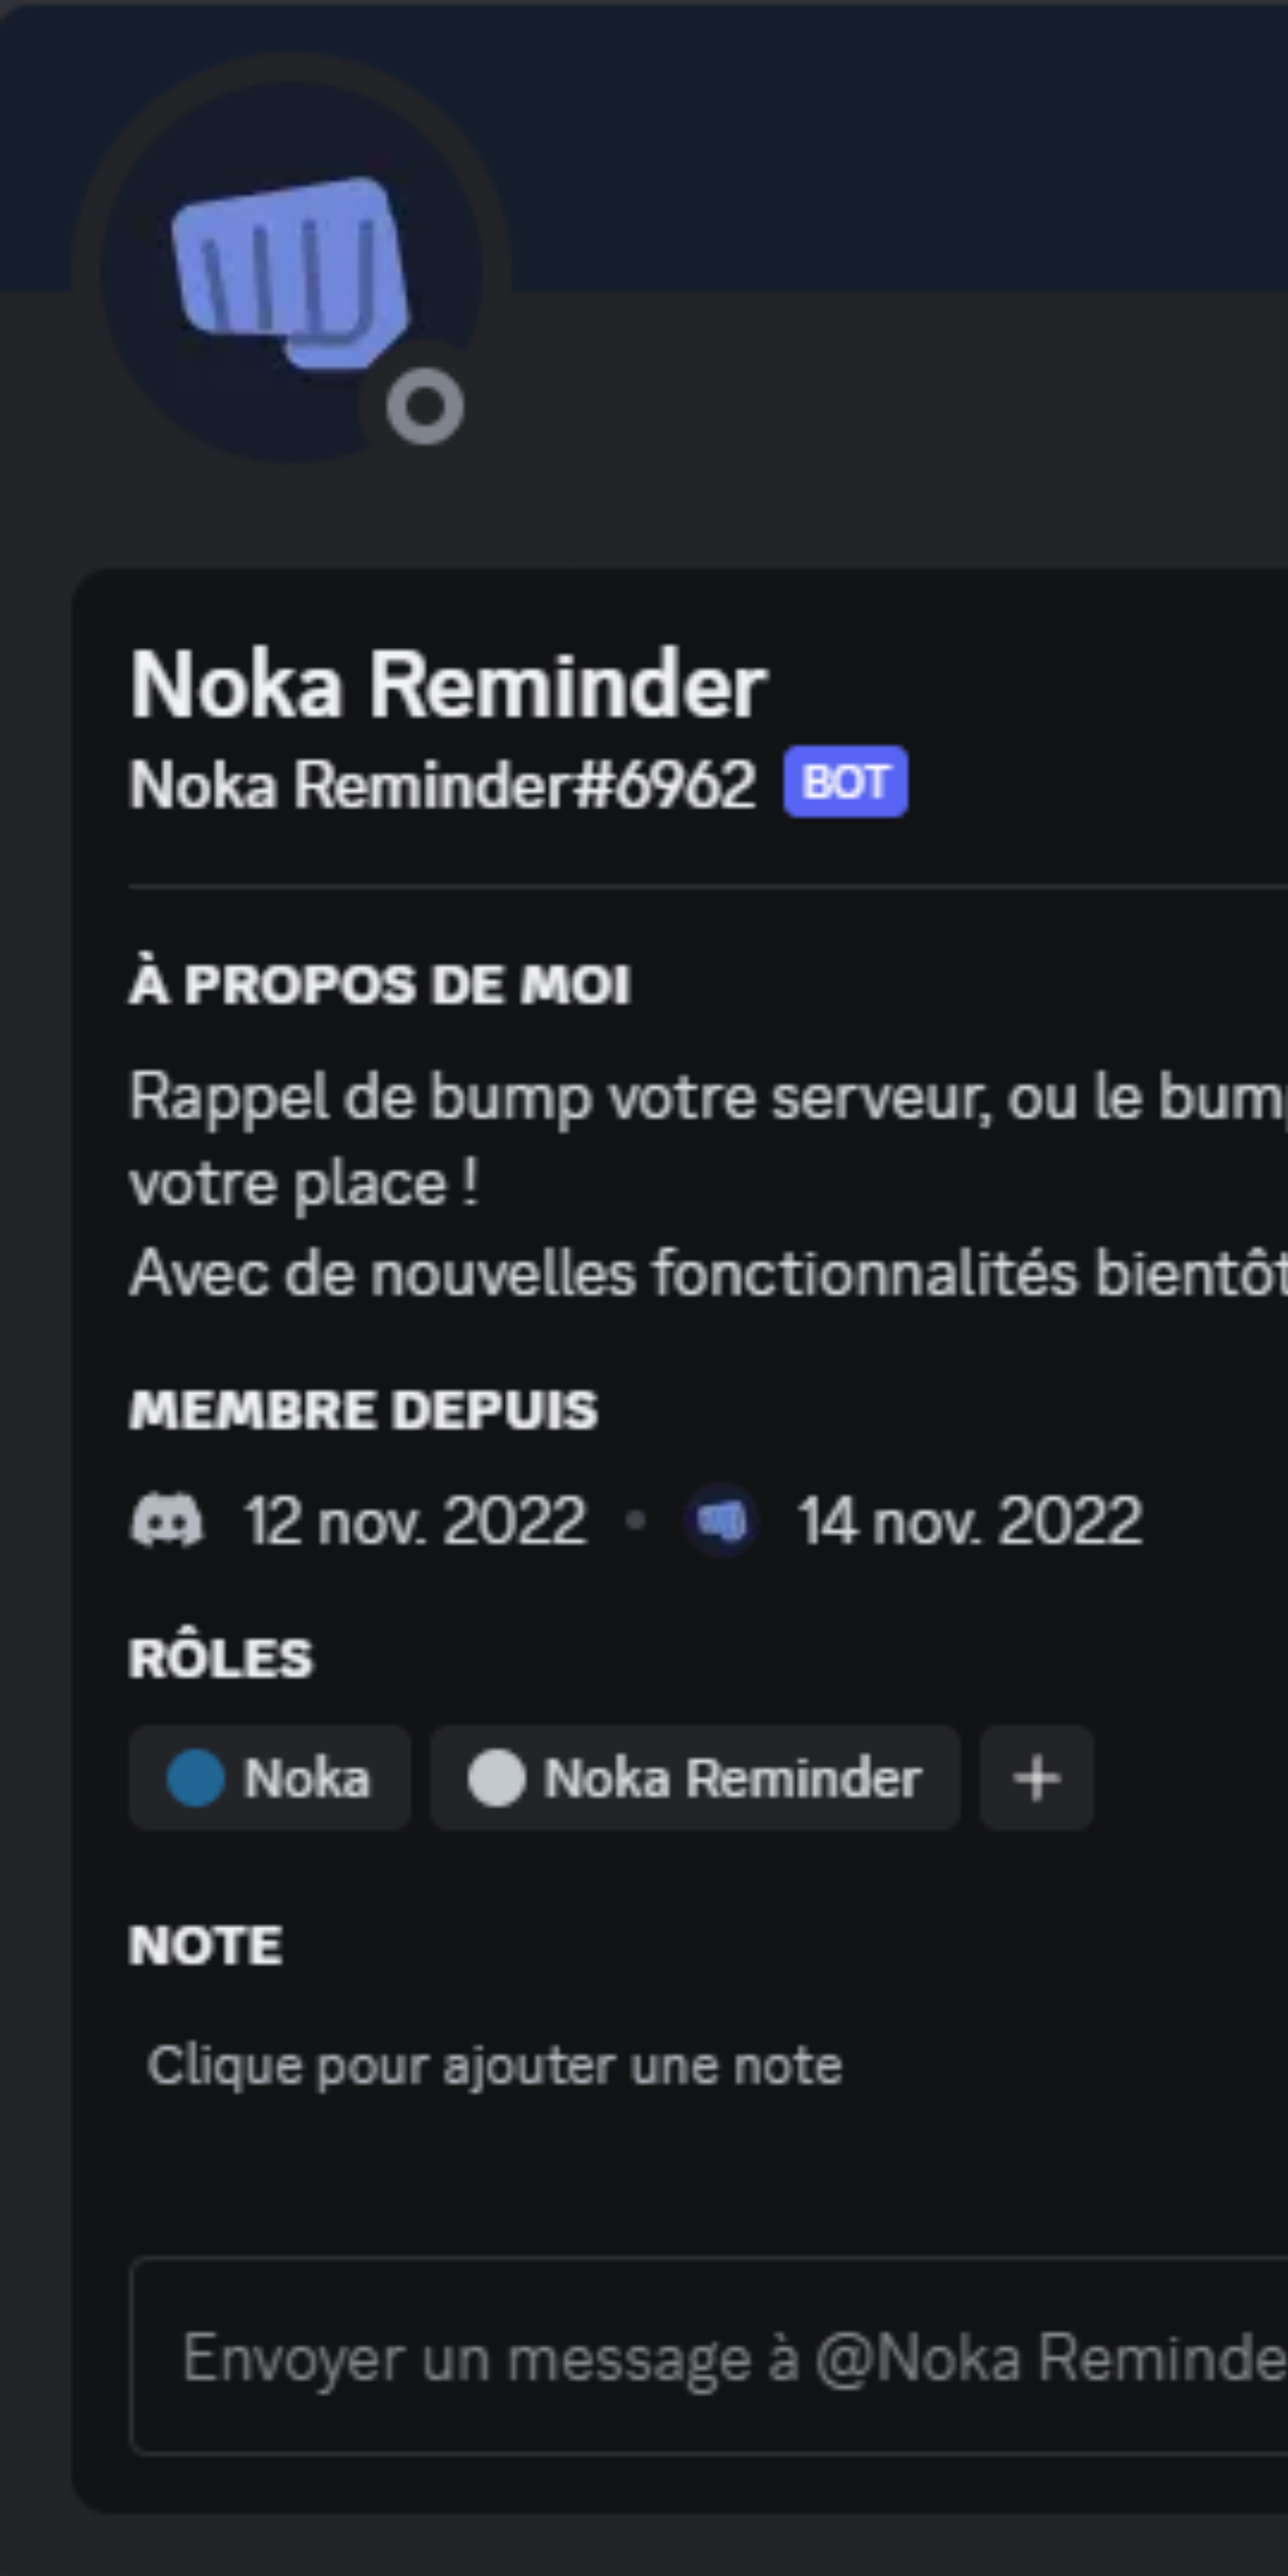 Noka Reminder
Noka Reminder#6962 BOT
À PROPOS DE MOI
Rappel de bump votre serveur, ou le bump
votre place !
Avec de nouvelles fonctionnalités bientôt
MEMBRE DEPUIS
12 nov. 2022 • 14 nov. 2022
RÔLES
Noka Noka Reminder +
NOTE
Clique pour ajouter une note
Envoyer un message à @Noka Reminde